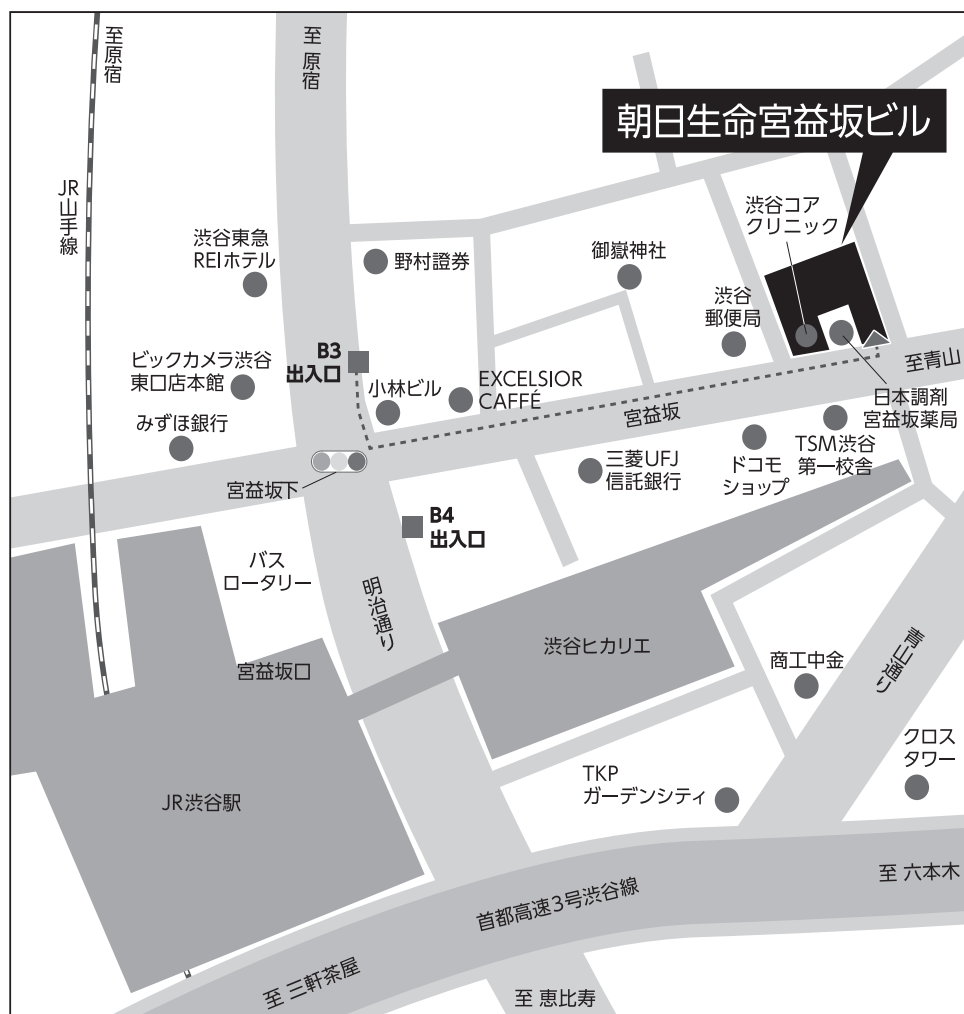 至
原
宿
至
原
宿
朝日生命宮益坂ビル
JR
山
手
線
渋谷コア
クリニック
渋谷東急
REIホテル
野村證券
御嶽神社
渋谷
郵便局
B3
出入口
至青山
ビックカメラ渋谷
東口店本館
小林ビル
EXCELSIOR
CAFFÉ
宮益坂
日本調剤
宮益坂薬局
みずほ銀行
TSM渋谷
第一校舎
三菱UFJ
信託銀行
ドコモ
ショップ
宮益坂下
B4
出入口
バス
ロータリー
明治通り
宮益坂口
渋谷ヒカリエ
商工中金
青山通り
クロス
タワー
TKP
ガーデンシティ
JR渋谷駅
至 六本木
首都高速3号渋谷線
至 三軒茶屋
至 恵比寿